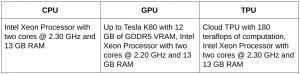 CPU
GPU
TPU
Intel Xeon Processor with
two cores @ 2.30 GHz and
13 GB RAM
Up to Tesla K80 with 12
GB of GDDR5 VRAM, Intel
Xeon Processor with two
cores @ 2.20 GHz and 13
GB RAM
Cloud TPU with 180
teraflops of computation,
Intel Xeon Processor with
two cores @ 2.30 GHz and
13 GB RAM